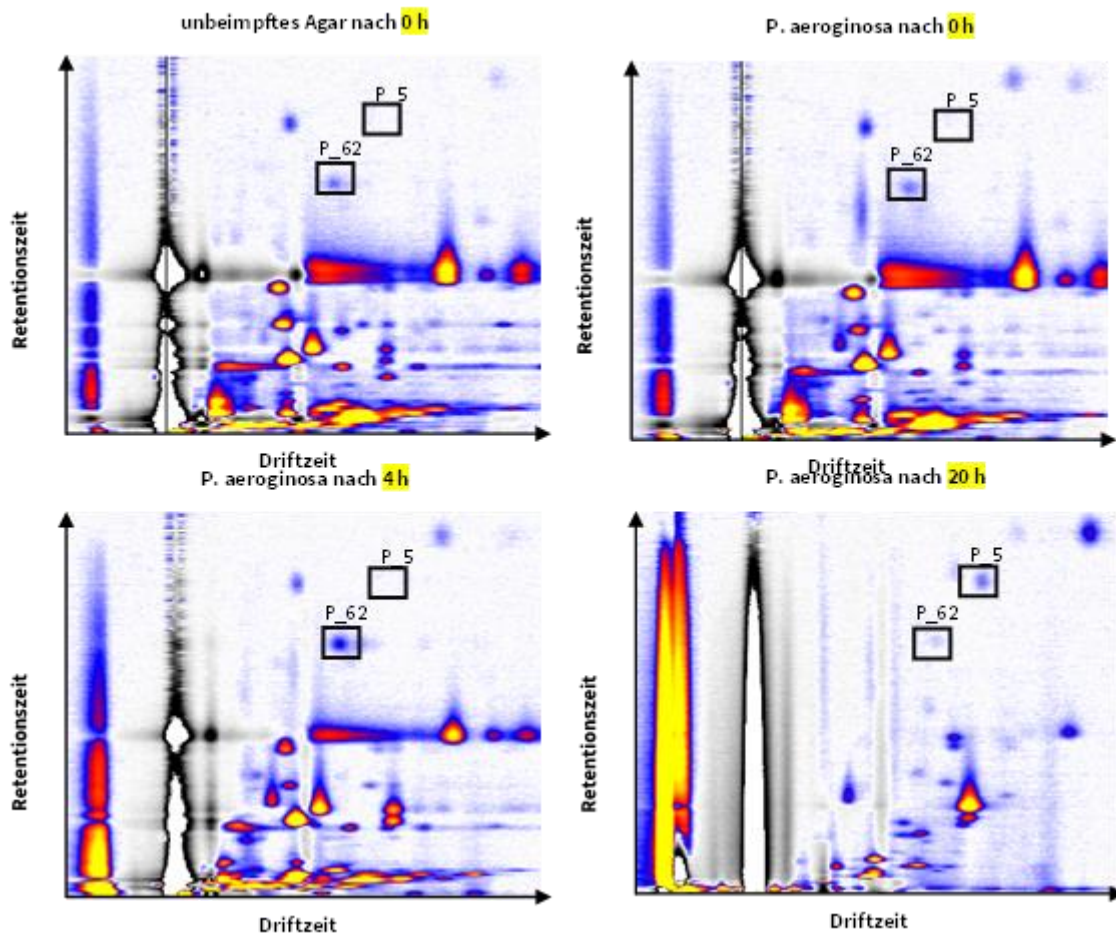 unbeimpftes Agar nach 0 h
P. aeroginosa nach 0 h
P_5
P_62
Retentionszeit
Driftzeit
P_5
P_62
Retentionszeit
Driftzeit
P. aeroginosa nach 4 h
P. aeroginosa nach 20 h
P_5
P_62
Retentionszeit
Driftzeit
P_5
P_62
Retentionszeit
Driftzeit